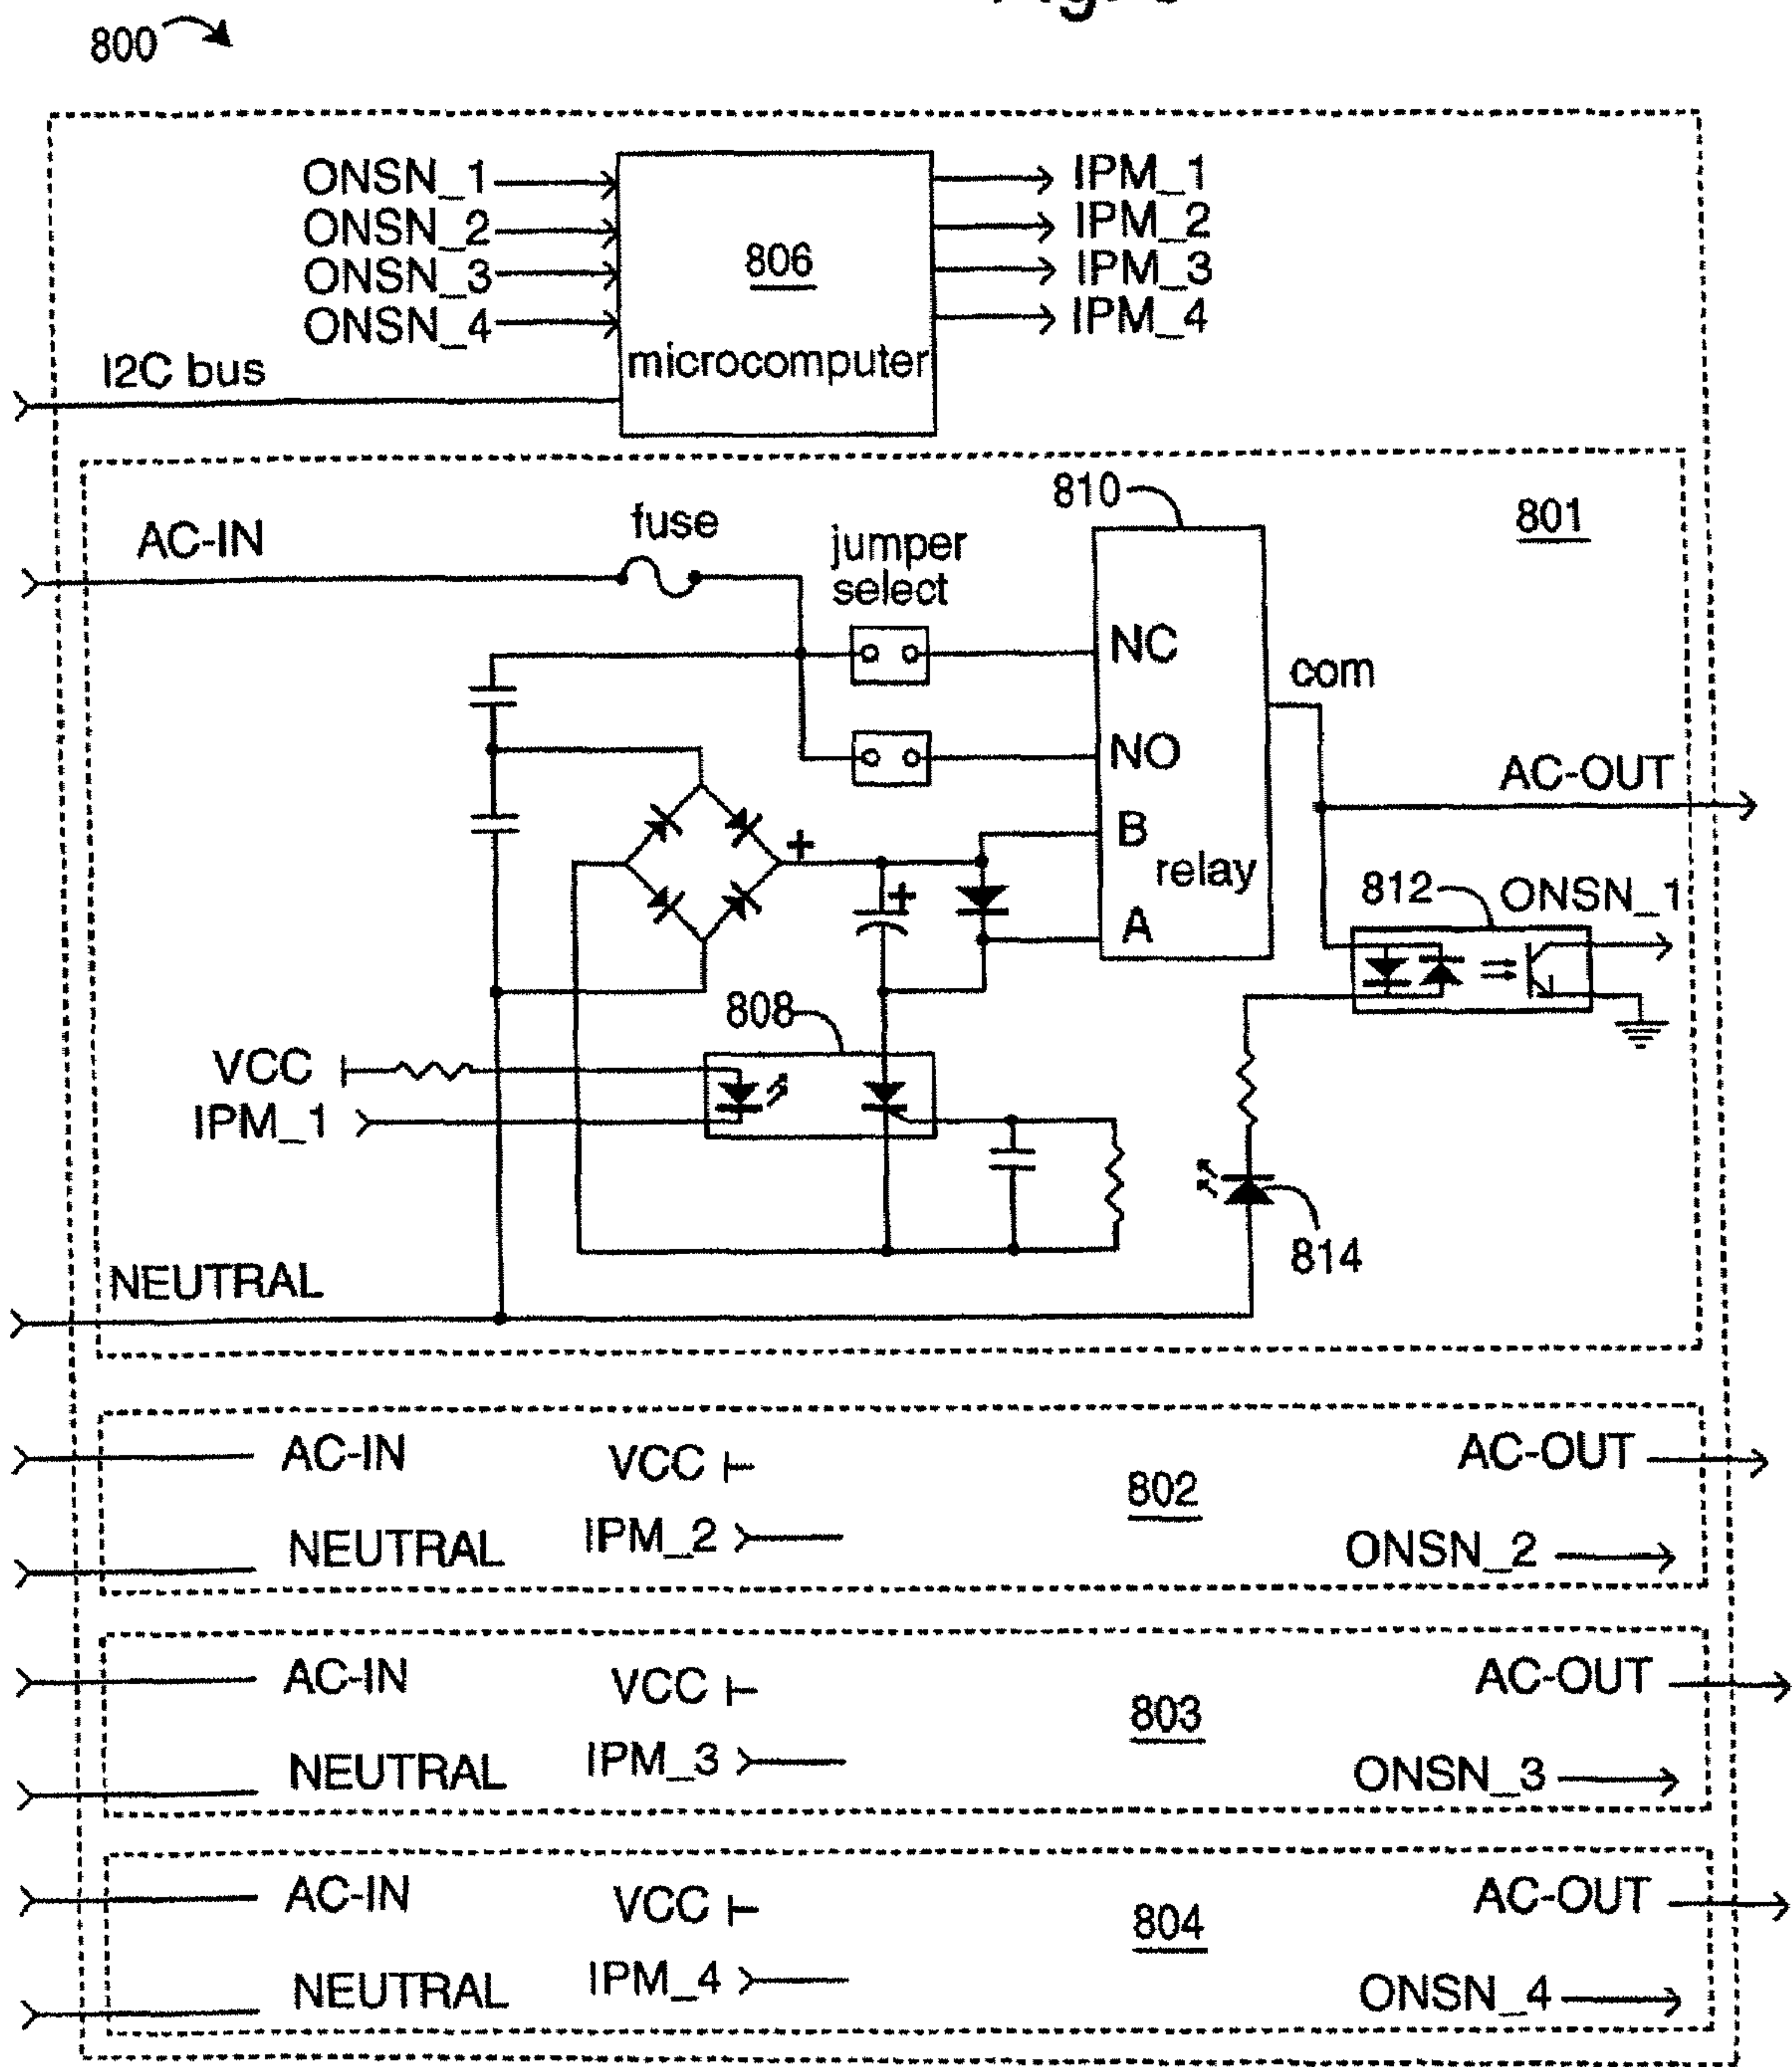 800
ONSN_1
ONSN_2
ONSN_3
ONSN_4
806
microcomputer
IPM_1
IPM_2
IPM_3
IPM_4
I2C bus
AC-IN
fuse
jumper
select
810
801
NC
NO
B
relay
A
com
AC-OUT
+
+
812
ONSN_1
808
VCC
IPM_1
814
NEUTRAL
AC-IN
VCC
802
AC-OUT
NEUTRAL
IPM_2
ONSN_2
AC-IN
VCC
803
AC-OUT
NEUTRAL
IPM_3
ONSN_3
AC-IN
VCC
804
AC-OUT
NEUTRAL
IPM_4
ONSN_4